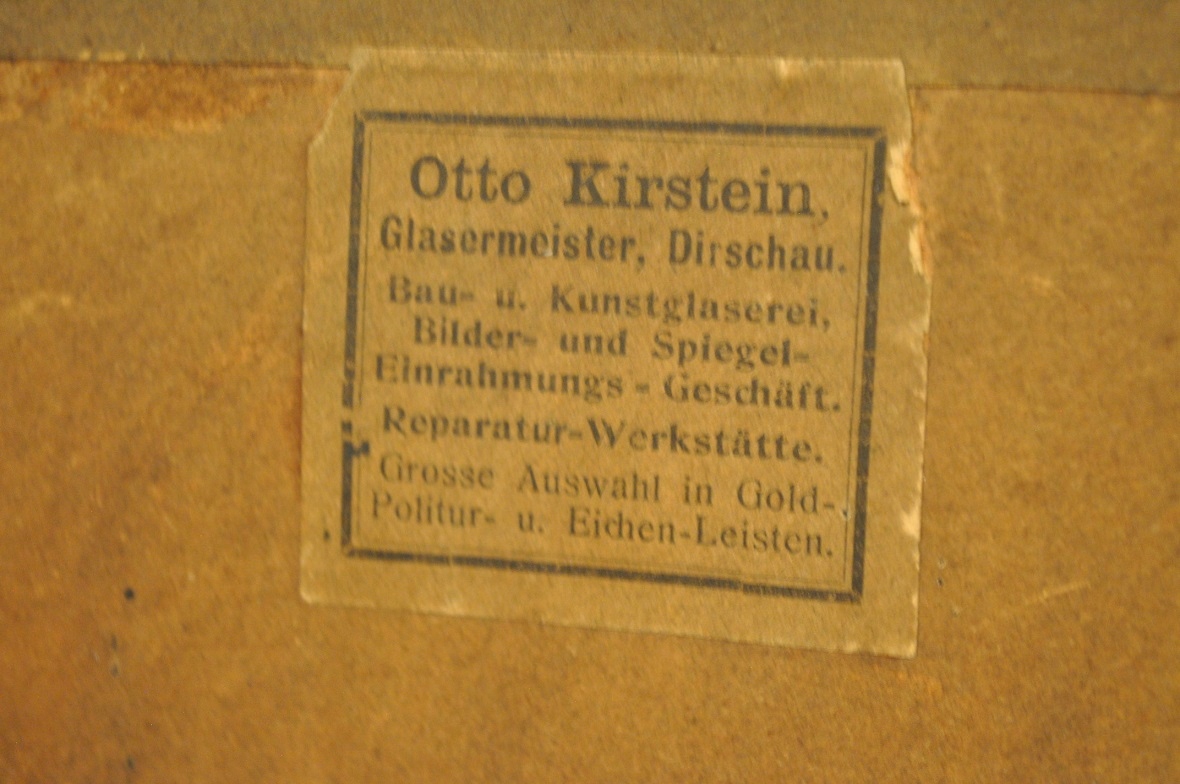 Otto Kirstein,
Glasermeister, Dirschau.
Bau- u. Kunstglaserei,
Bilder- und Spiegel-
Einrahmungs-Geschäft.
Reparatur-Werkstätte.
Grosse Auswahl in Gold-,
Politur- u. Eichen-Leisten.